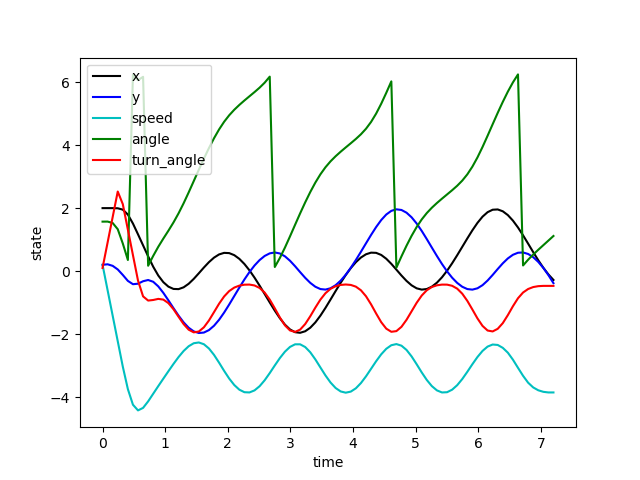 x
y
speed
angle
turn_angle
state
6
4
2
0
−2
−4
0 1 2 3 4 5 6 7
time